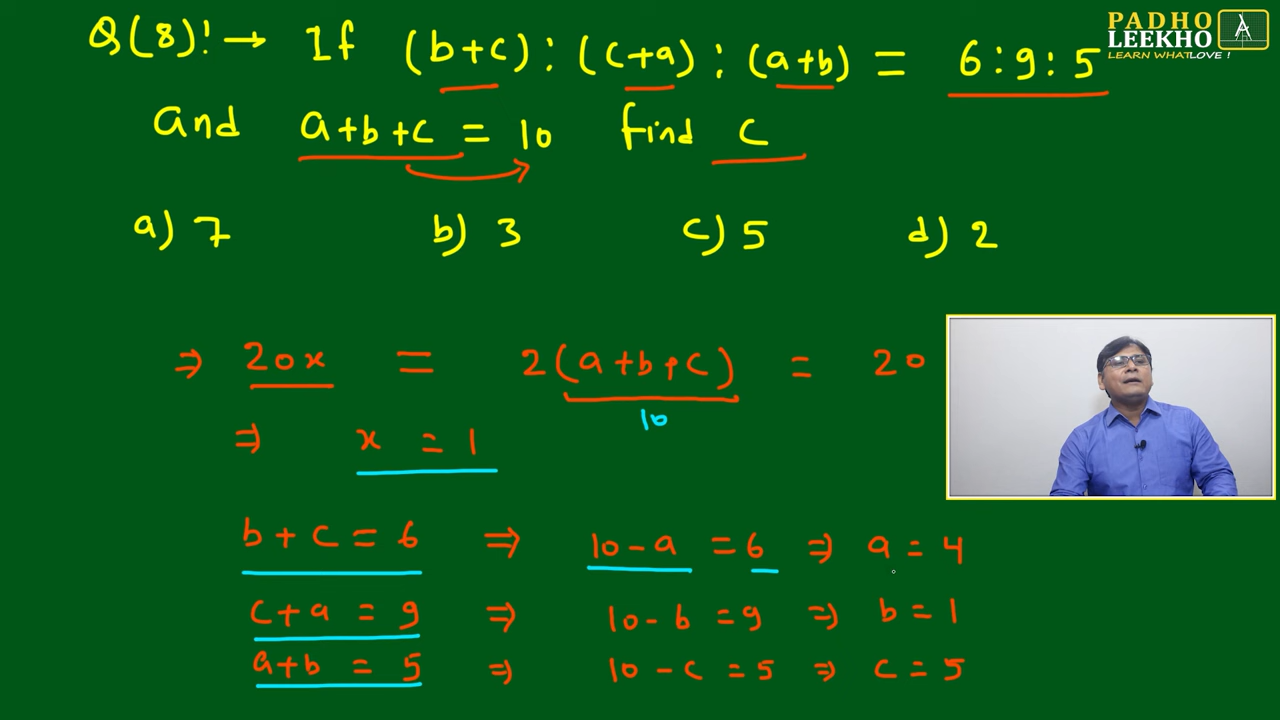 PADHO
LEEKHO
LEARN WHAT LOVE !
Q(8)!→ If (b+c):(c+a):(a+b) = 6:9:5
and a+b+c = 10 find c
a) 7 b) 3 c) 5 d) 2
⇒ 20x = 2(a+b+c) = 20
10
⇒ x = 1
b+c=6 ⇒ 10-a = 6 ⇒ a = 4
c+a = 9 ⇒ 10-b = 9 ⇒ b = 1
a+b = 5 ⇒ 10-c = 5 ⇒ c = 5